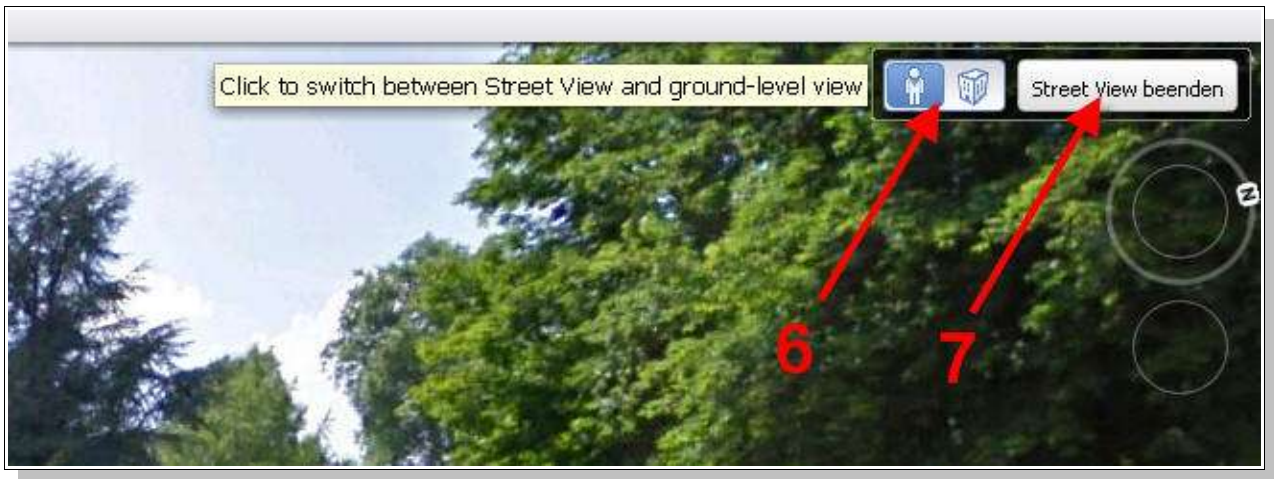 Click to switch between Street View and ground-level view
Street View beenden
N
6
7